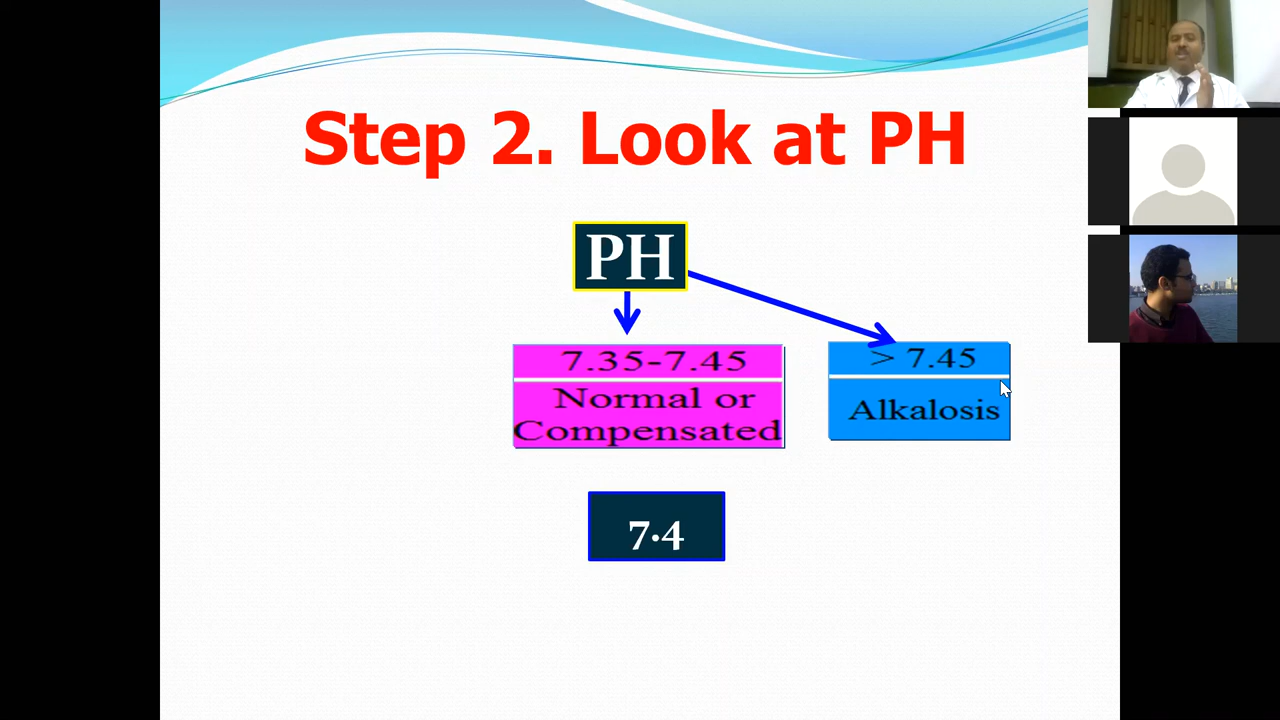 Step 2. Look at PH
PH
7.35-7.45
Normal or
Compensated
> 7.45
Alkalosis
7.4